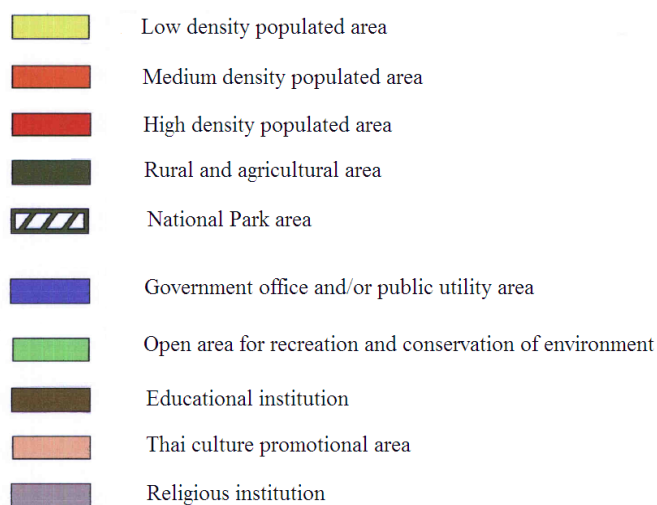 Low density populated area
Medium density populated area
High density populated area
Rural and agricultural area
National Park area
Government office and/or public utility area
Open area for recreation and conservation of environment
Educational institution
Thai culture promotional area
Religious institution